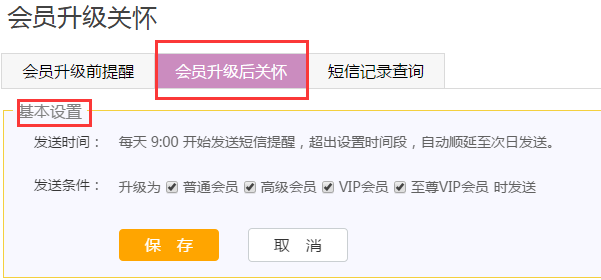 会员升级关怀
会员升级前提醒 会员升级后关怀 短信记录查询
基本设置
发送时间： 每天 9:00 开始发送短信提醒，超出设置时间段，自动顺延至次日发送。
发送条件： 升级为 普通会员 高级会员 VIP会员 至尊VIP会员 时发送
保 存 取 消